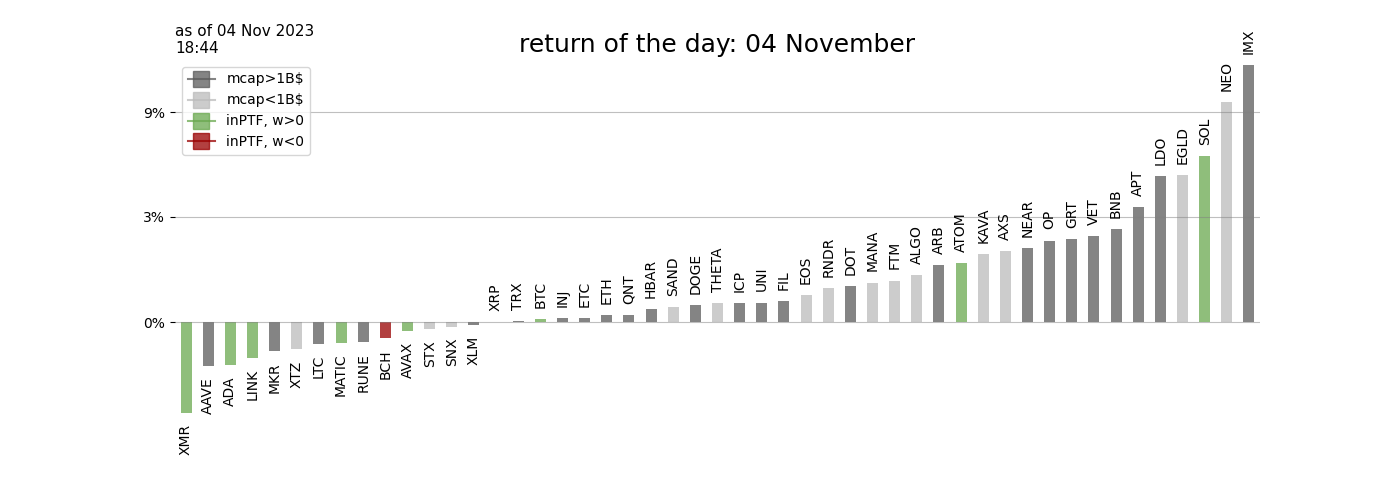 as of 04 Nov 2023
18:44
return of the day: 04 November
mcap>1B$
mcap<1B$
inPTF, w>0
inPTF, w<0
9%
3%
0%
XMR
AAVE
ADA
LINK
MKR
XTZ
LTC
MATIC
RUNE
BCH
AVAX
STX
SNX
XLM
XRP
TRX
BTC
INJ
ETC
ETH
QNT
HBAR
SAND
DOGE
THETA
ICP
UNI
FIL
EOS
RNDR
DOT
MANA
FTM
ALGO
ARB
ATOM
KAVA
AXS
NEAR
OP
GRT
VET
BNB
APT
LDO
EGLD
SOL
NEO
IMX